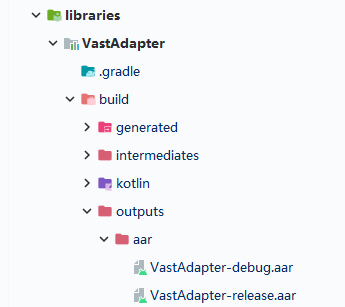 libraries
VastAdapter
.gradle
build
generated
intermediates
kotlin
outputs
aar
VastAdapter-debug.aar
VastAdapter-release.aar